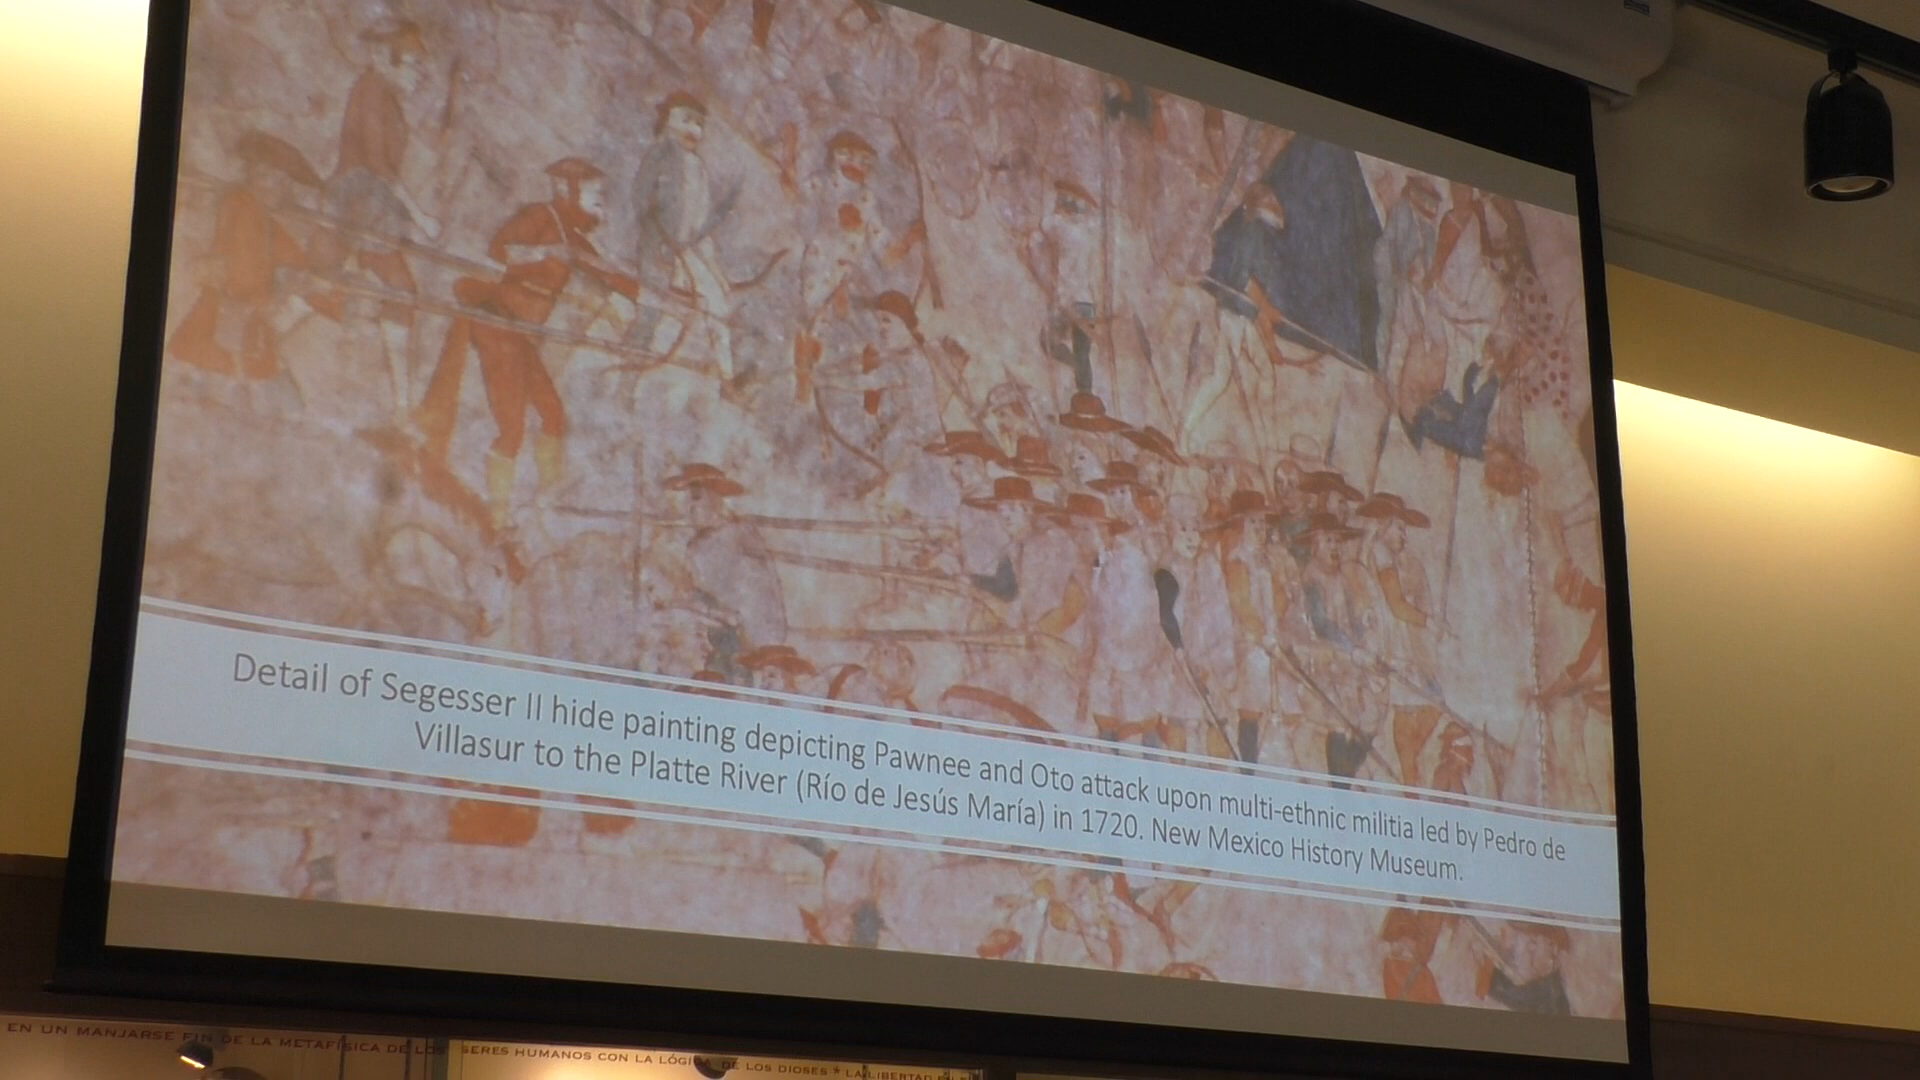 Detail of Segesser II hide painting depicting Pawnee and Oto attack upon multi-ethnic militia led by Pedro de
Villasur to the Platte River (Río de Jesús María) in 1720. New Mexico History Museum.
EN UN MANJARSE FIN DE LA METAFÍSICA DE LOS SERES HUMANOS CON LA LÓGICA DE LOS DIOSES * LA LIBERTAD